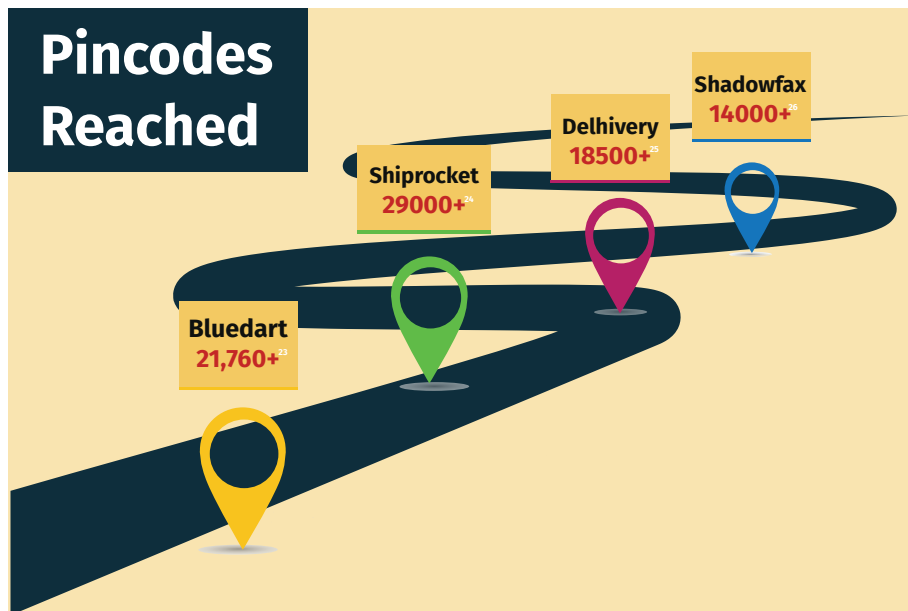 Pincodes
Reached
Shadowfax
14000+26
Delhivery
18500+25
Shiprocket
29000+24
Bluedart
21,760+23